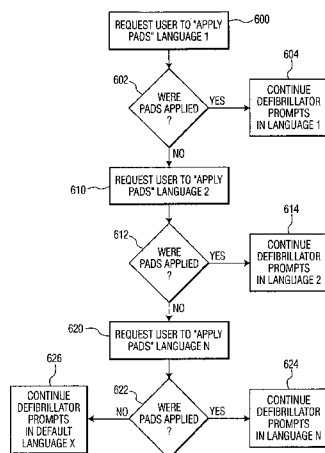 600
REQUEST USER TO "APPLY
PADS" LANGUAGE 1
602
WERE
PADS APPLIED
?
YES
NO
604
CONTINUE
DEFIBRILLATOR
PROMPTS
IN LANGUAGE 1
610
REQUEST USER TO "APPLY
PADS" LANGUAGE 2
612
WERE
PADS APPLIED
?
YES
NO
614
CONTINUE
DEFIBRILLATOR
PROMPTS
IN LANGUAGE 2
620
REQUEST USER TO "APPLY
PADS" LANGUAGE N
622
WERE
PADS APPLIED
?
NO
YES
626
CONTINUE
DEFIBRILLATOR
PROMPTS
IN DEFAULT
LANGUAGE X
624
CONTINUE
DEFIBRILLATOR
PROMPTS
IN LANGUAGE N